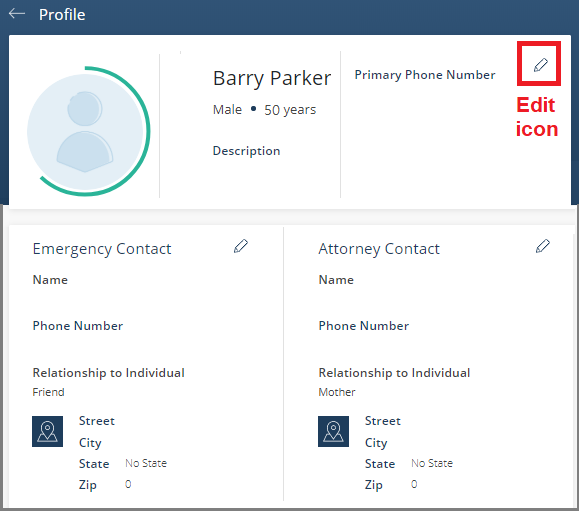 Profile
Barry Parker
Male • 50 years
Description
Primary Phone Number
Edit
icon
Emergency Contact
Name
Phone Number
Relationship to Individual
Friend
Street
City
State No State
Zip 0
Attorney Contact
Name
Phone Number
Relationship to Individual
Mother
Street
City
State No State
Zip 0